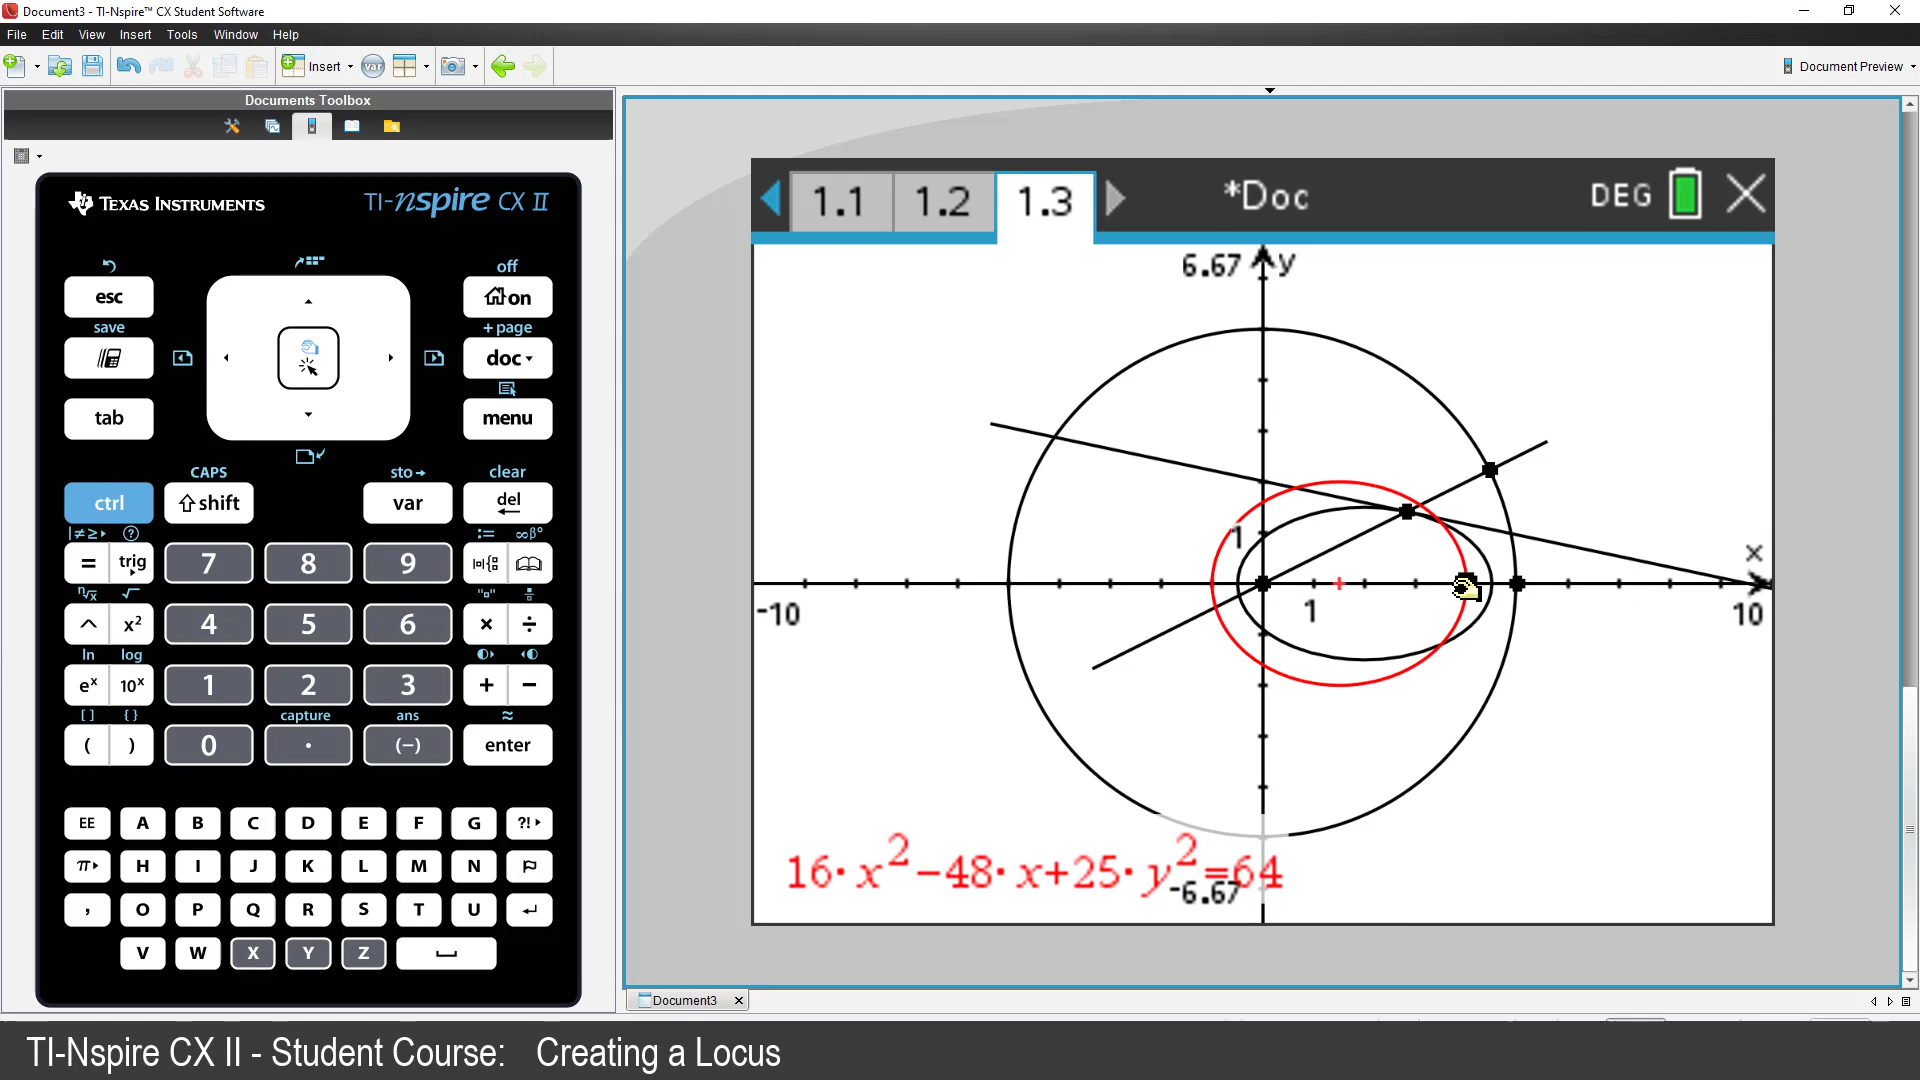 Document3 - TI-Nspire™ CX Student Software
File Edit View Insert Tools Window Help
Insert var Document Preview
Documents Toolbox
TEXAS INSTRUMENTS TI-nspire CX II
off
esc on
save + page
doc
tab menu
CAPS sto→ clear
ctrl ⇧shift var del
|≠≥▸ ? := ∞β°
= trig 7 8 9
ⁿ√x √ "□"
^ x² 4 5 6 × ÷
ln log
eˣ 10ˣ 1 2 3 + −
[ ] { } capture ans ≈
( ) 0 . (−) enter
EE A B C D E F G ?!▸
π▸ H I J K L M N
, O P Q R S T U ↵
V W X Y Z
1.1 1.2 1.3 *Doc DEG
6.67 y
1 x
-10 1 10
16·x²−48·x+25·y²=64
-6.67
Document3
TI-Nspire CX II - Student Course: Creating a Locus